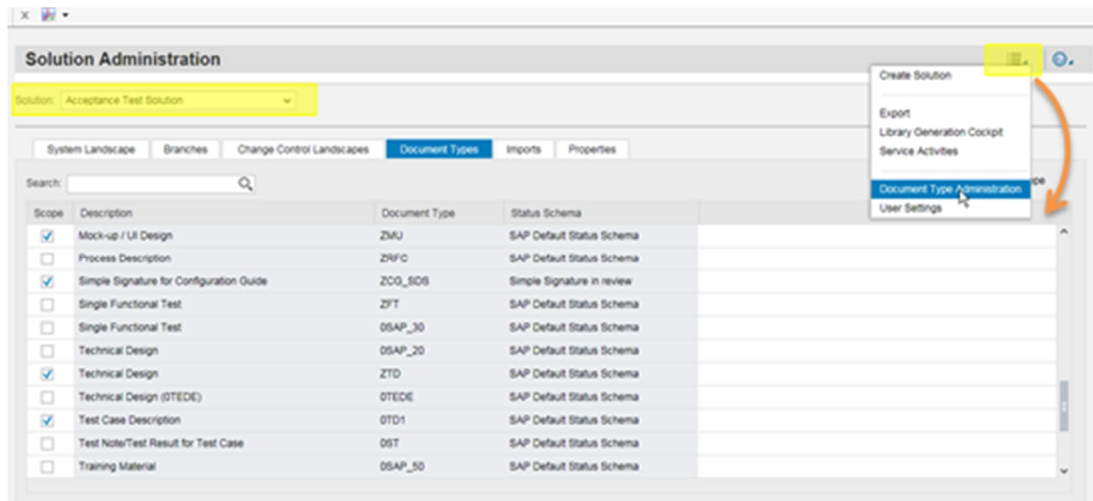 Solution Administration
Create Solution
Solution: Acceptance Test Solution
Export
Library Generation Cockpit
Service Activities
System Landscape Branches Change Control Landscapes Document Types Imports Properties
Search:
Document Type Administration
User Settings
Scope Description Document Type Status Schema
Mock-up / UI Design ZMU SAP Default Status Schema
Process Description ZRFC SAP Default Status Schema
Simple Signature for Configuration Guide ZCG_SIDS Simple Signature in review
Single Functional Test ZFT SAP Default Status Schema
Single Functional Test 0SAP_30 SAP Default Status Schema
Technical Design 0SAP_20 SAP Default Status Schema
Technical Design ZTD SAP Default Status Schema
Technical Design (0TEDE) 0TEDE SAP Default Status Schema
Test Case Description 0TD1 SAP Default Status Schema
Test Note/Test Result for Test Case 0ST SAP Default Status Schema
Training Material 0SAP_50 SAP Default Status Schema